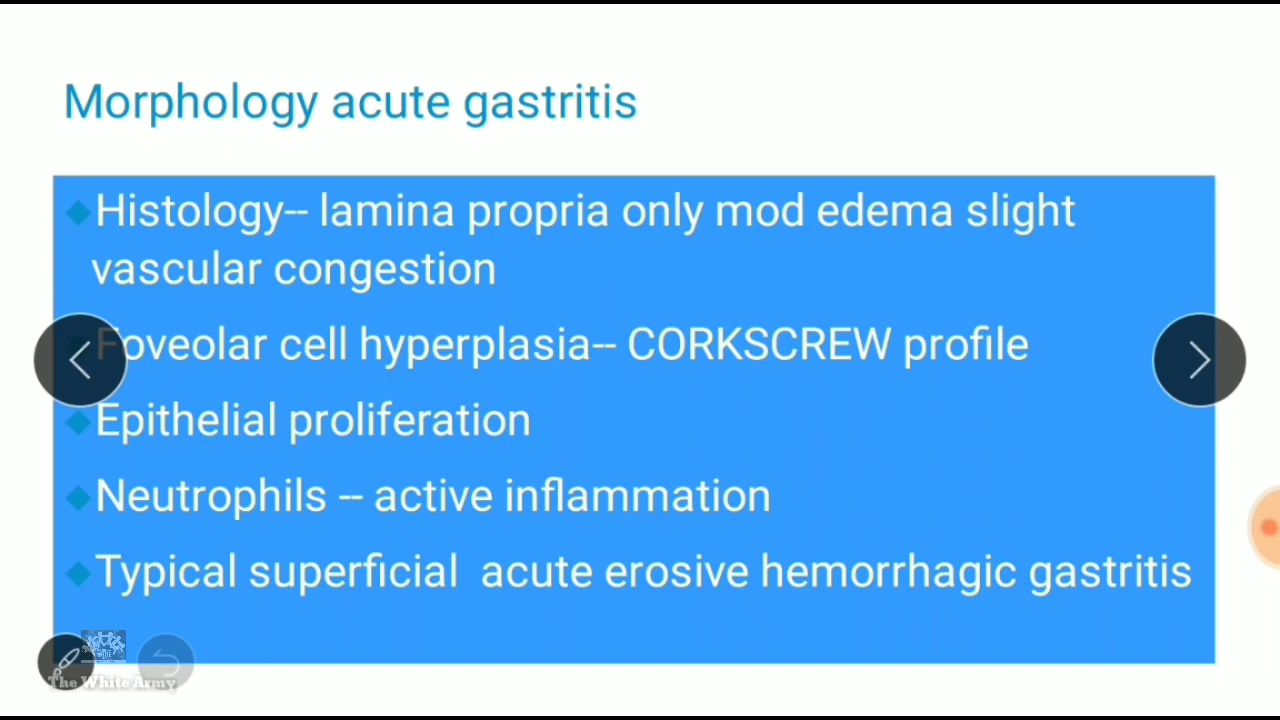 Morphology acute gastritis
Histology-- lamina propria only mod edema slight
vascular congestion
Foveolar cell hyperplasia-- CORKSCREW profile
Epithelial proliferation
Neutrophils -- active inflammation
Typical superficial acute erosive hemorrhagic gastritis
The White Army